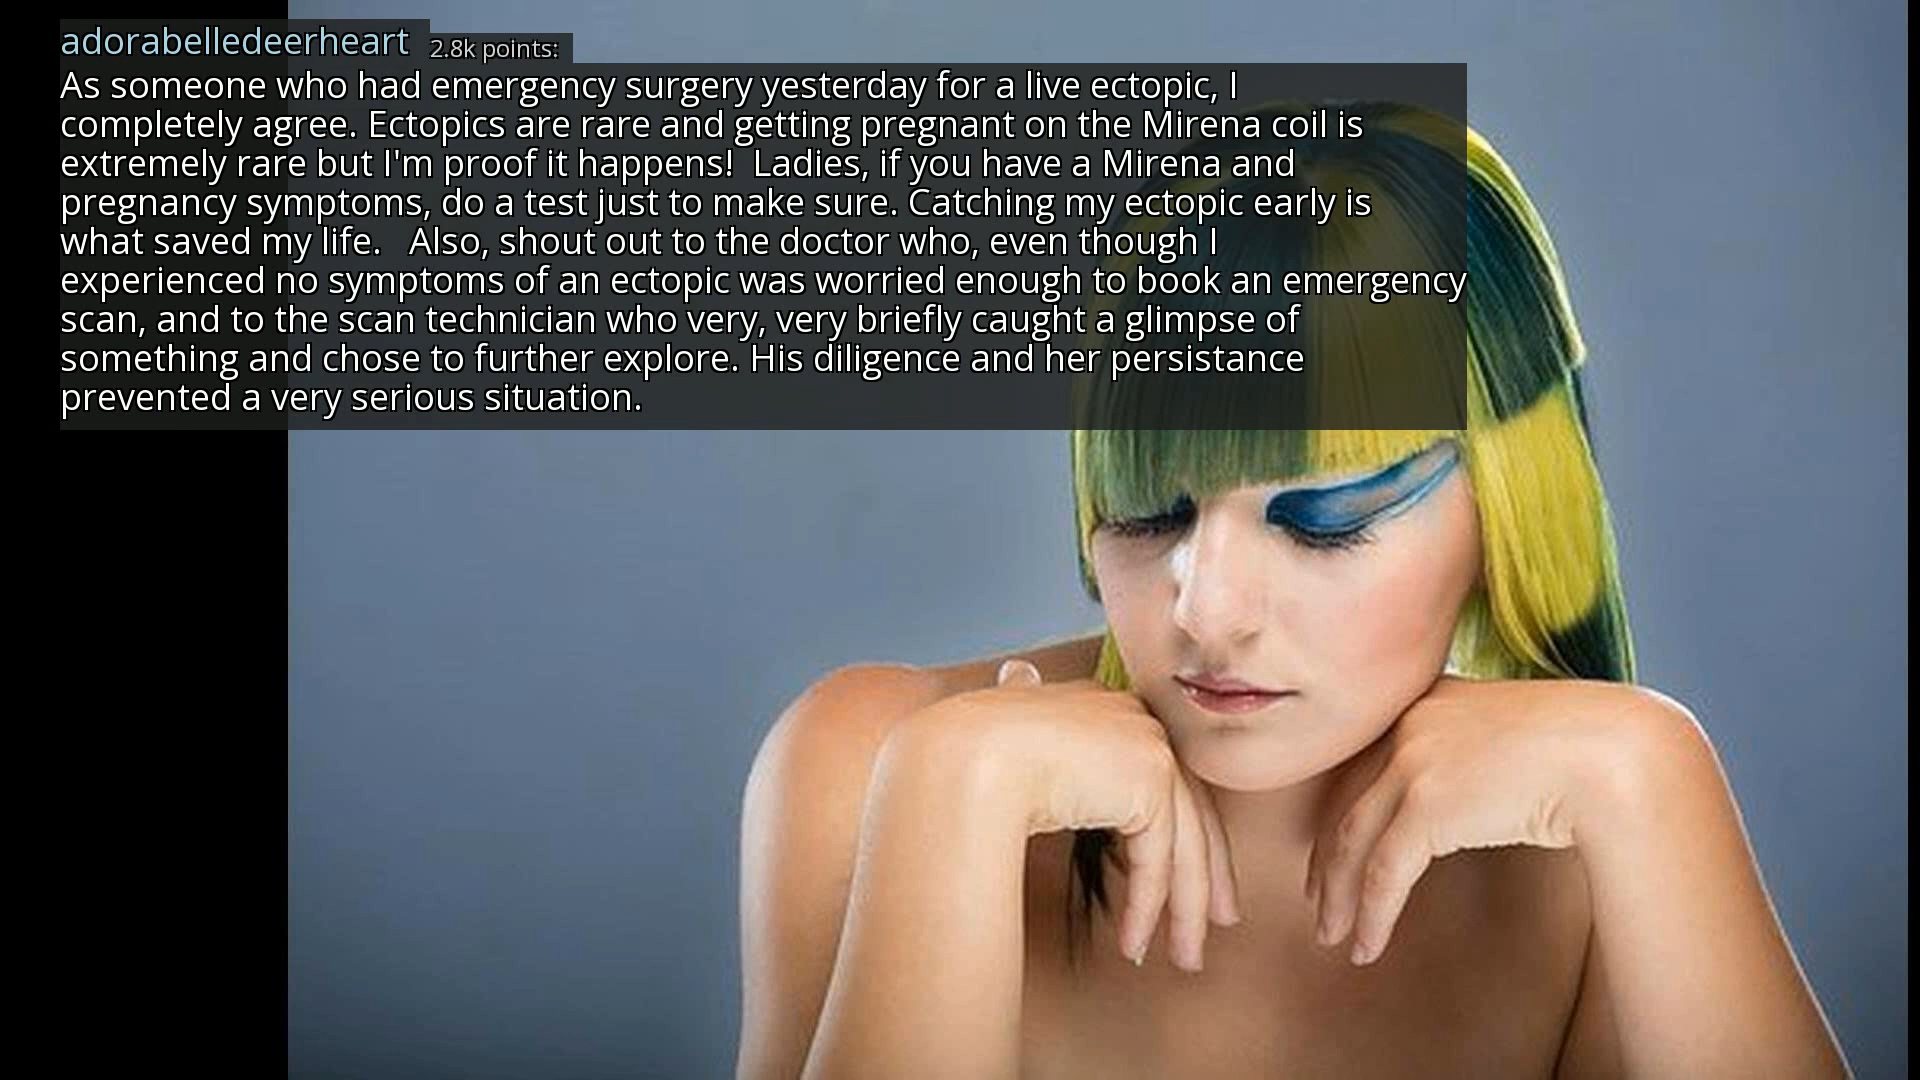 adorabelledeerheart 2.8k points:
As someone who had emergency surgery yesterday for a live ectopic, I
completely agree. Ectopics are rare and getting pregnant on the Mirena coil is
extremely rare but I'm proof it happens!  Ladies, if you have a Mirena and
pregnancy symptoms, do a test just to make sure. Catching my ectopic early is
what saved my life.   Also, shout out to the doctor who, even though I
experienced no symptoms of an ectopic was worried enough to book an emergency
scan, and to the scan technician who very, very briefly caught a glimpse of
something and chose to further explore. His diligence and her persistance
prevented a very serious situation.